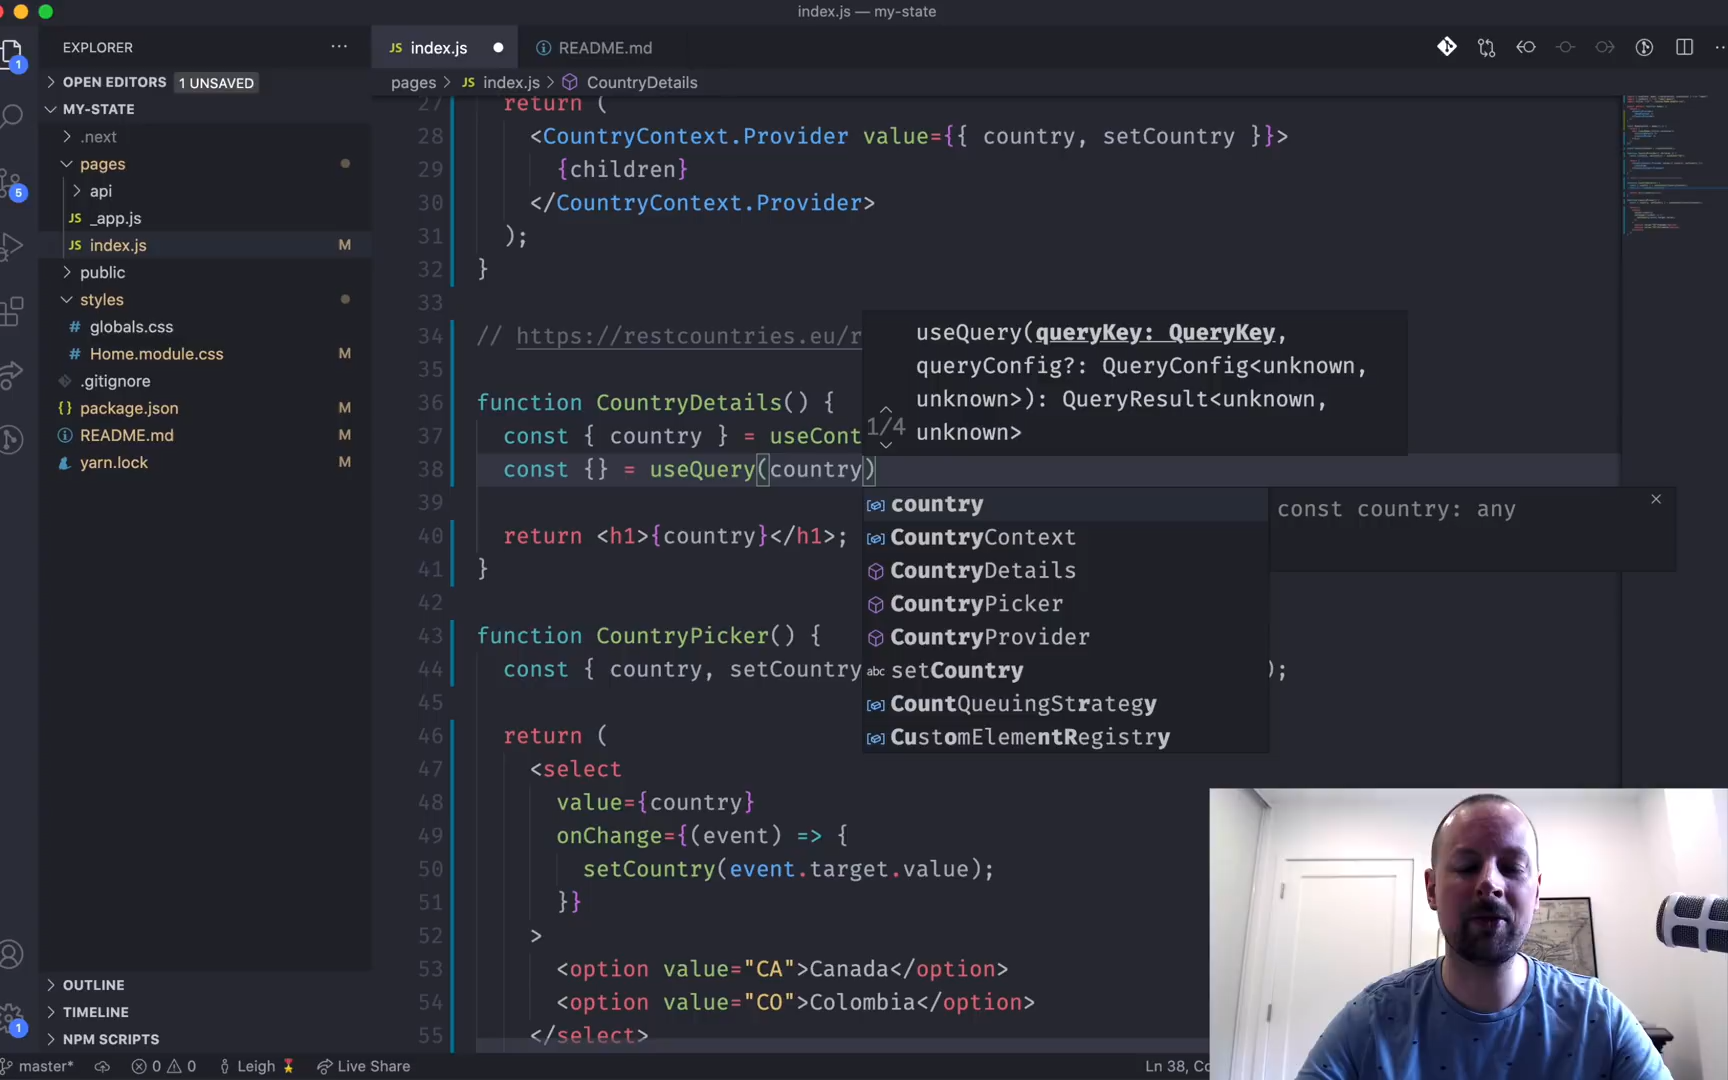 index.js — my-state
EXPLORER
OPEN EDITORS 1 UNSAVED
MY-STATE
.next
pages
api
JS _app.js
JS index.js M
public
styles
# globals.css
# Home.module.css M
.gitignore
{} package.json M
README.md M
yarn.lock M
OUTLINE
TIMELINE
NPM SCRIPTS
1
5
1
JS index.js
README.md
pages > JS index.js > CountryDetails
27 return (
28 <CountryContext.Provider value={{ country, setCountry }}>
29 {children}
30 </CountryContext.Provider>
31 );
32 }
33
34 // https://restcountries.eu/r
35
36 function CountryDetails() {
37 const { country } = useCont
38 const {} = useQuery(country)
39
40 return <h1>{country}</h1>;
41 }
42
43 function CountryPicker() {
44 const { country, setCountry );
45
46 return (
47 <select
48 value={country}
49 onChange={(event) => {
50 setCountry(event.target.value);
51 }}
52 >
53 <option value="CA">Canada</option>
54 <option value="CO">Colombia</option>
55 </select>
1/4
useQuery(queryKey: QueryKey,
queryConfig?: QueryConfig<unknown,
unknown>): QueryResult<unknown,
unknown>
country
CountryContext
CountryDetails
CountryPicker
CountryProvider
abc setCountry
CountQueuingStrategy
CustomElementRegistry
const country: any
master* 0 0 Leigh Live Share
Ln 38, Co